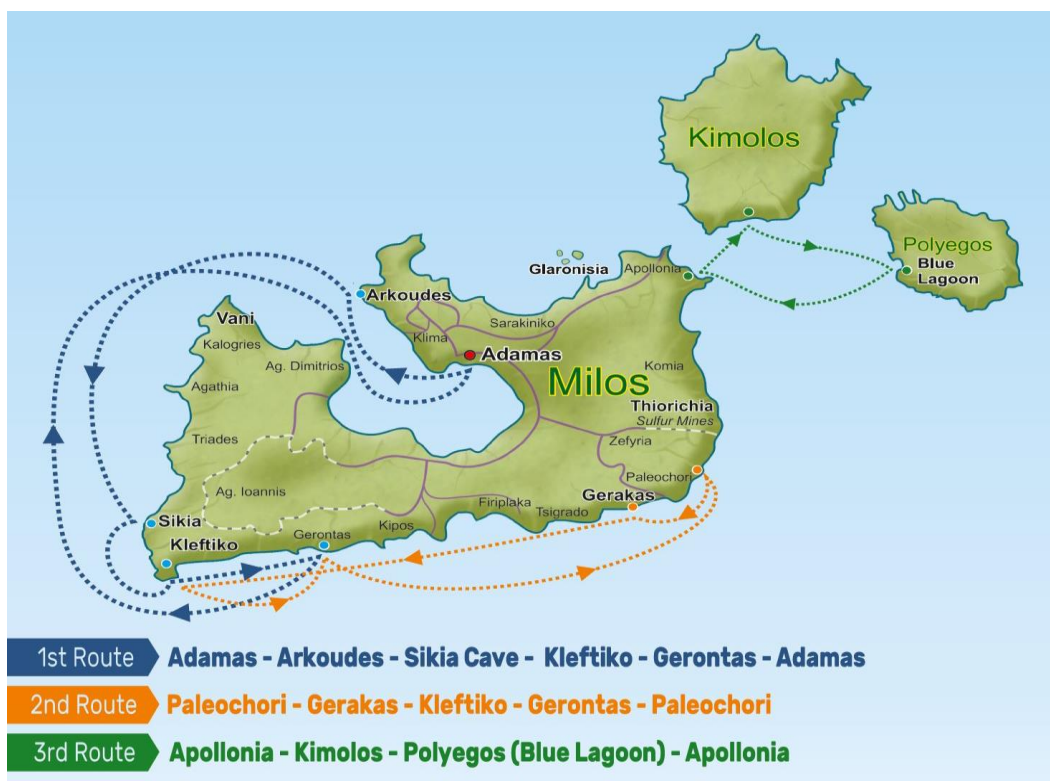 Kimolos
Polyegos
Blue
Lagoon
Glaronisia
Apollonia
Arkoudes
Vani
Sarakiniko
Klima
Kalogries
Adamas
Ag. Dimitrios
Komia
Milos
Agathia
Thiorichia
Sulfur Mines
Triades
Zefyria
Paleochori
Ag. Ioannis
Gerakas
Firiplaka
Tsigrado
Sikia
Kipos
Gerontas
Kleftiko
1st Route Adamas - Arkoudes - Sikia Cave - Kleftiko - Gerontas - Adamas
2nd Route Paleochori - Gerakas - Kleftiko - Gerontas - Paleochori
3rd Route Apollonia - Kimolos - Polyegos (Blue Lagoon) - Apollonia